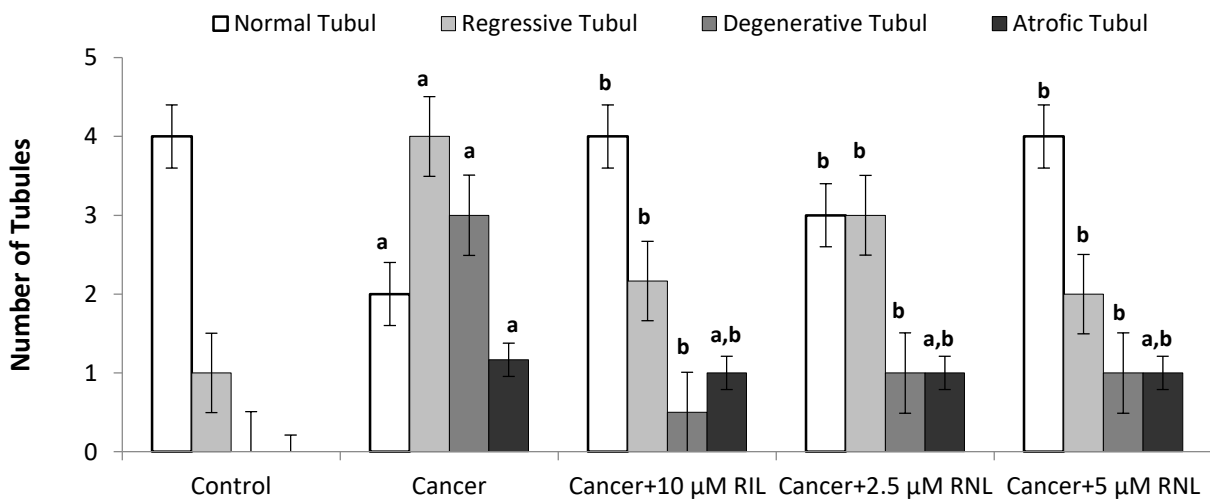 Normal Tubul Regressive Tubul Degenerative Tubul Atrofic Tubul
Number of Tubules
5
4
3
2
1
0
a a a a
b b b a,b
b b b a,b
b b b a,b
Control Cancer Cancer+10 µM RIL Cancer+2.5 µM RNL Cancer+5 µM RNL